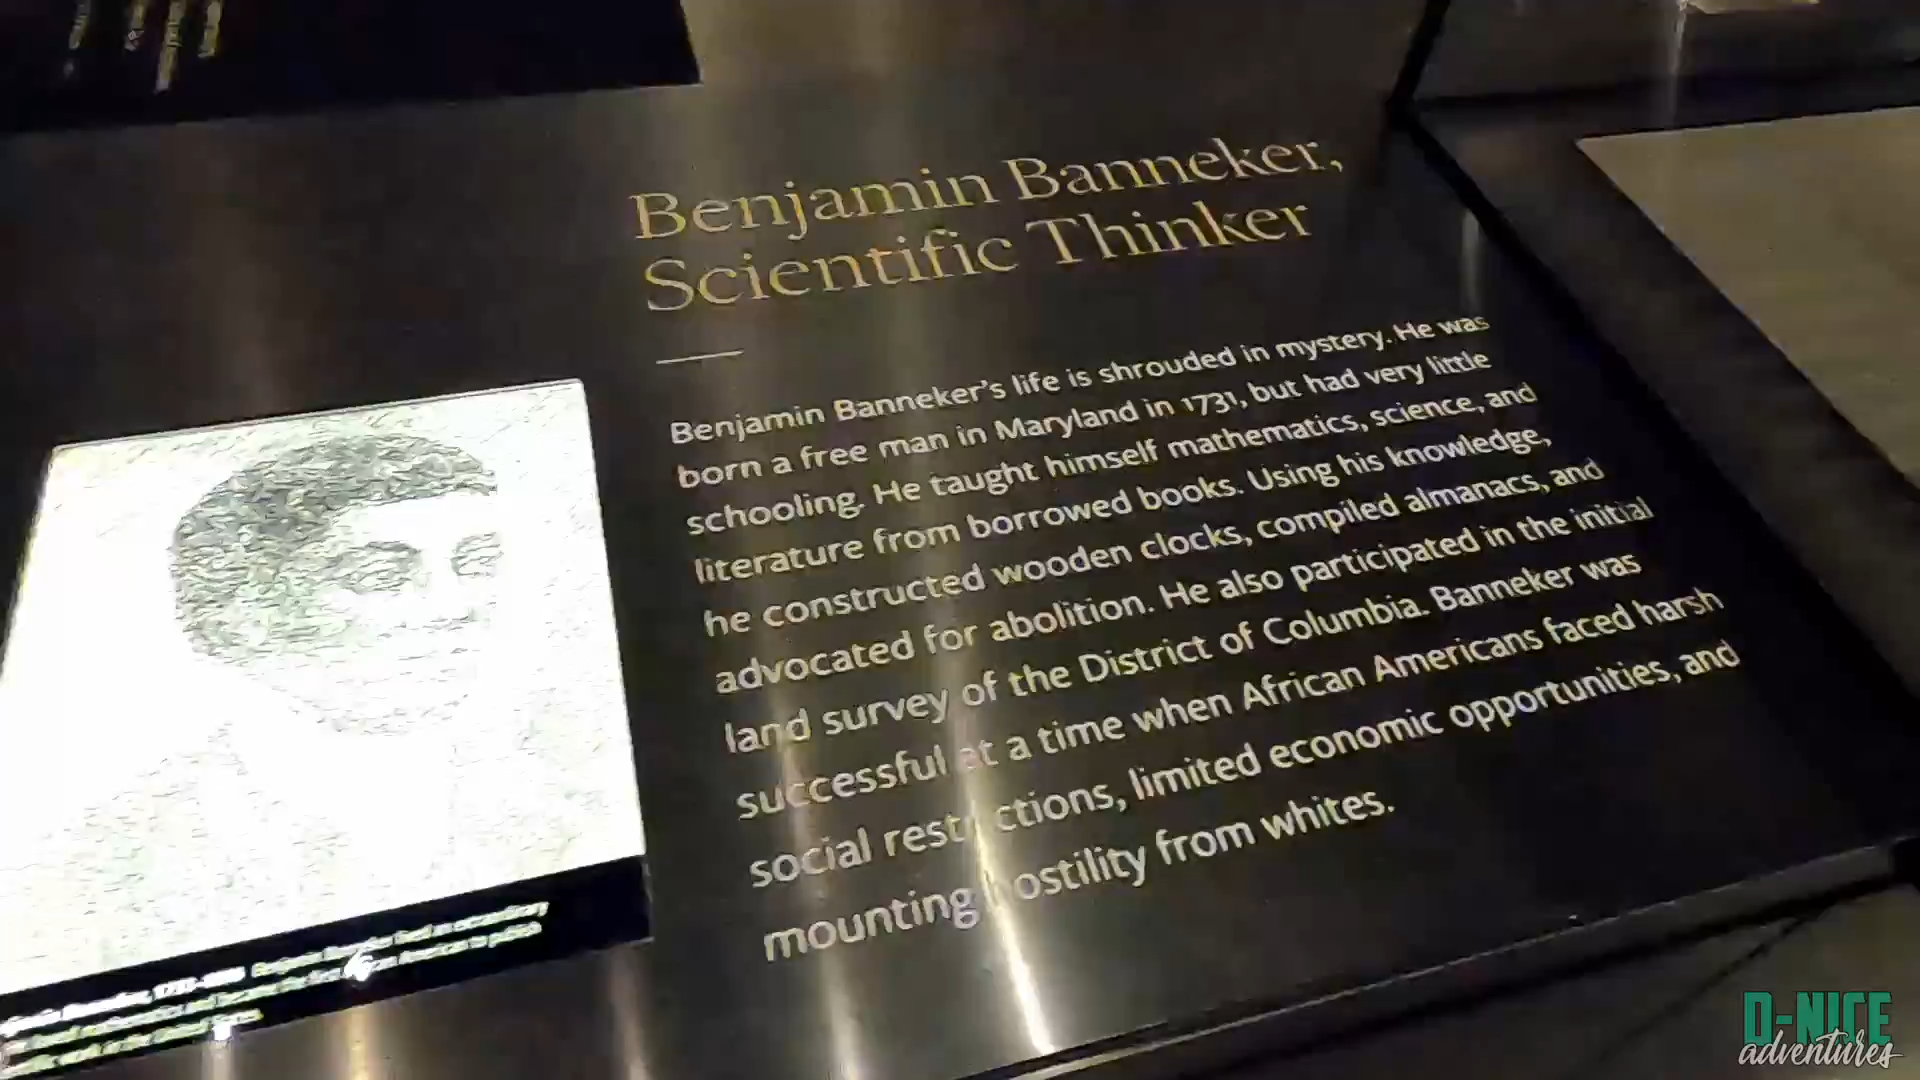 Benjamin Banneker,
Scientific Thinker
Benjamin Banneker's life is shrouded in mystery. He was
born a free man in Maryland in 1731, but had very little
schooling. He taught himself mathematics, science, and
literature from borrowed books. Using his knowledge,
he constructed wooden clocks, compiled almanacs, and
advocated for abolition. He also participated in the initial
land survey of the District of Columbia. Banneker was
successful at a time when African Americans faced harsh
social restrictions, limited economic opportunities, and
mounting hostility from whites.
D-NICE
adventures